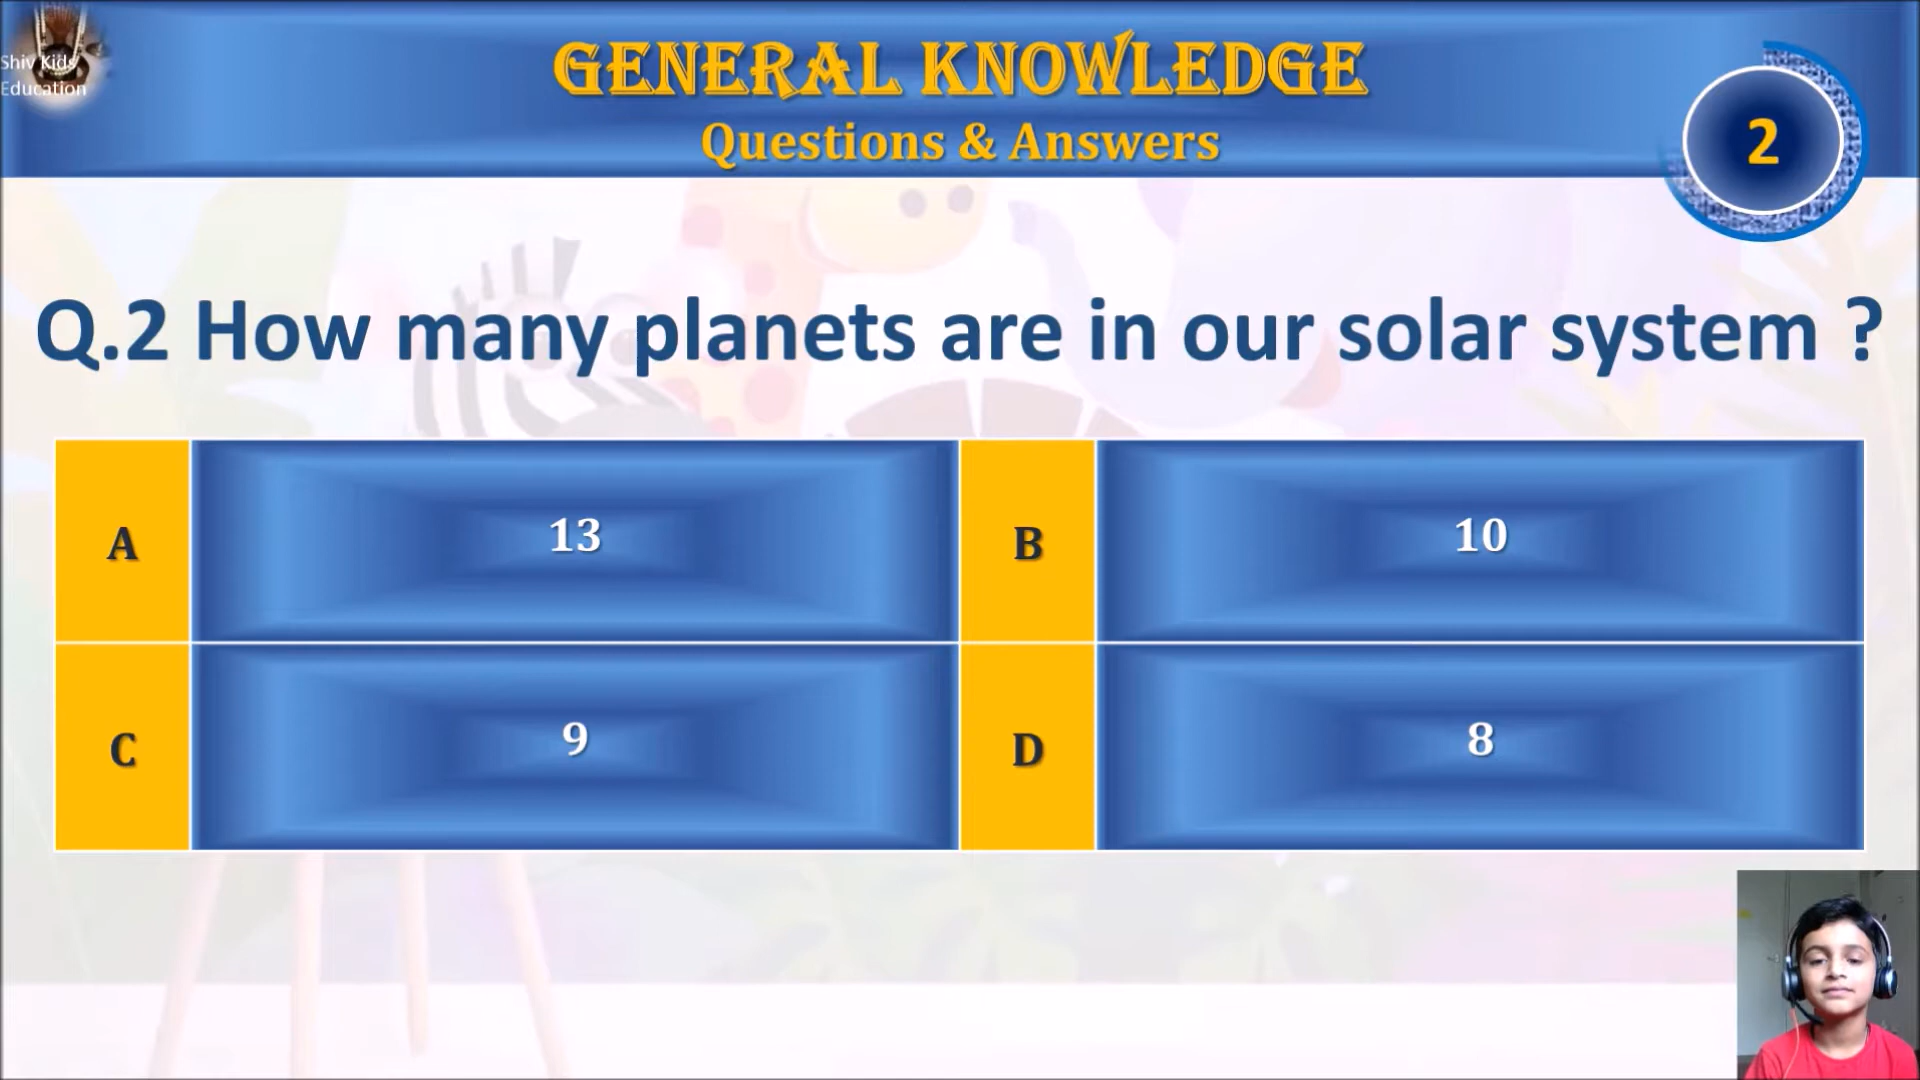 Shiv Kids
Education
GENERAL KNOWLEDGE
Questions & Answers
2
Q.2 How many planets are in our solar system ?
A 13 B 10
C 9 D 8